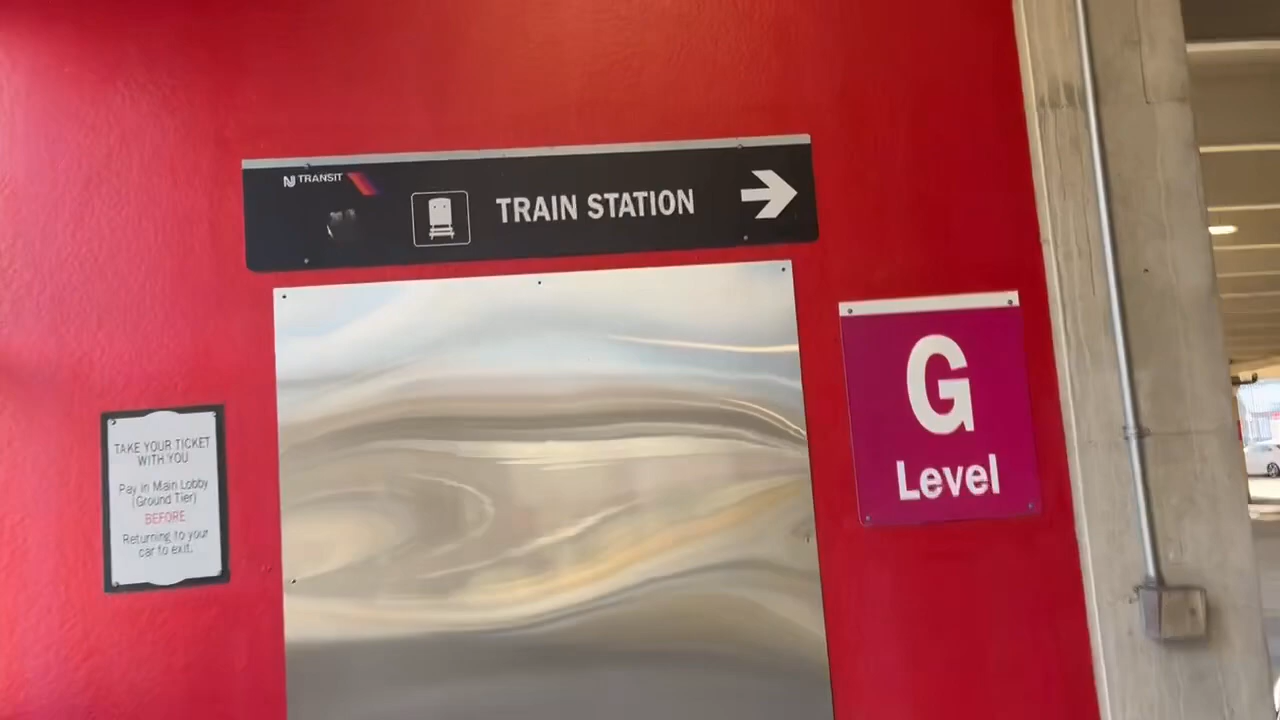 NJ TRANSIT
TRAIN STATION
G
Level
TAKE YOUR TICKET
WITH YOU
Pay in Main Lobby
(Ground Tier)
BEFORE
Returning to your
car to exit.